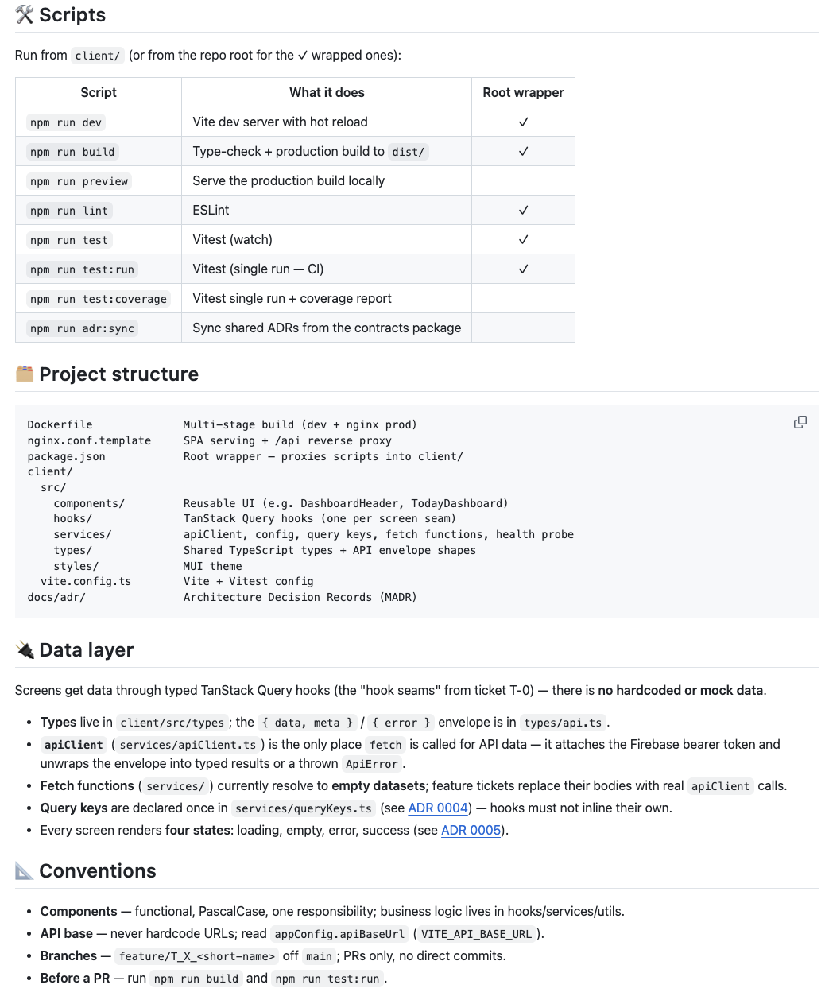 🛠️ Scripts
Run from client/ (or from the repo root for the ✓ wrapped ones):
Script What it does Root wrapper
npm run dev Vite dev server with hot reload ✓
npm run build Type-check + production build to dist/ ✓
npm run preview Serve the production build locally
npm run lint ESLint ✓
npm run test Vitest (watch) ✓
npm run test:run Vitest (single run — CI) ✓
npm run test:coverage Vitest single run + coverage report
npm run adr:sync Sync shared ADRs from the contracts package
🗂️ Project structure
Dockerfile              Multi-stage build (dev + nginx prod)
nginx.conf.template     SPA serving + /api reverse proxy
package.json            Root wrapper — proxies scripts into client/
client/
  src/
    components/         Reusable UI (e.g. DashboardHeader, TodayDashboard)
    hooks/              TanStack Query hooks (one per screen seam)
    services/           apiClient, config, query keys, fetch functions, health probe
    types/              Shared TypeScript types + API envelope shapes
    styles/             MUI theme
  vite.config.ts        Vite + Vitest config
docs/adr/               Architecture Decision Records (MADR)
🔌 Data layer
Screens get data through typed TanStack Query hooks (the "hook seams" from ticket T-0) — there is no hardcoded or mock data.
• Types live in client/src/types; the { data, meta } / { error } envelope is in types/api.ts.
• apiClient (services/apiClient.ts) is the only place fetch is called for API data — it attaches the Firebase bearer token and
unwraps the envelope into typed results or a thrown ApiError.
• Fetch functions (services/) currently resolve to empty datasets; feature tickets replace their bodies with real apiClient calls.
• Query keys are declared once in services/queryKeys.ts (see ADR 0004) — hooks must not inline their own.
• Every screen renders four states: loading, empty, error, success (see ADR 0005).
📐 Conventions
• Components — functional, PascalCase, one responsibility; business logic lives in hooks/services/utils.
• API base — never hardcode URLs; read appConfig.apiBaseUrl (VITE_API_BASE_URL).
• Branches — feature/T_X_<short-name> off main; PRs only, no direct commits.
• Before a PR — run npm run build and npm run test:run.